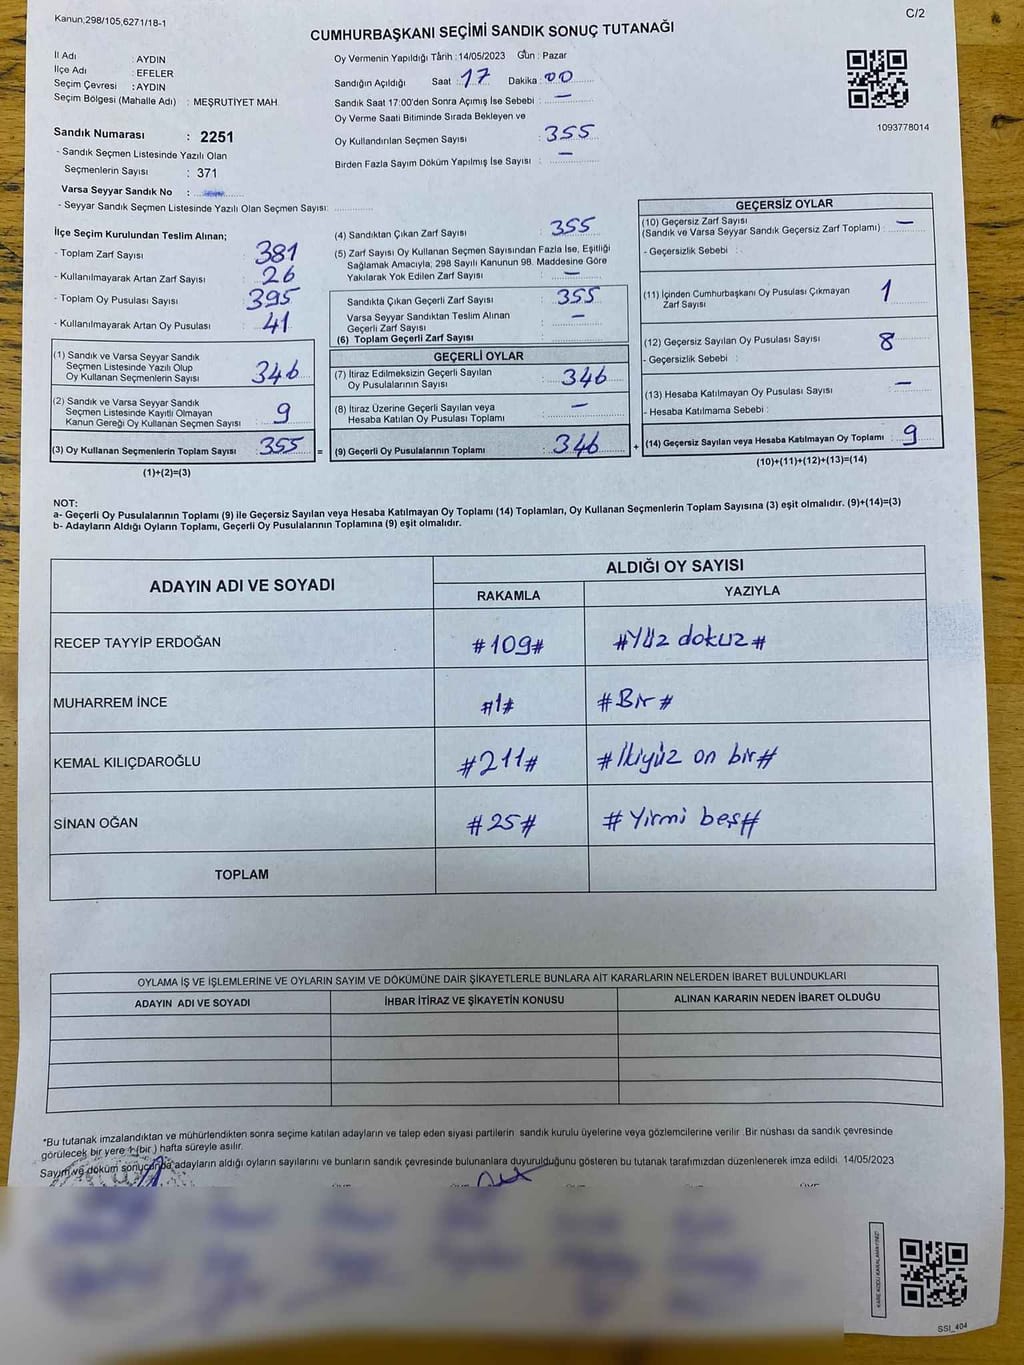 Kanun,298/105,6271/18-1
C/2
CUMHURBAŞKANI SEÇİMİ SANDIK SONUÇ TUTANAĞI
İl Adı : AYDIN
İlçe Adı : EFELER
Seçim Çevresi : AYDIN
Seçim Bölgesi (Mahalle Adı) : MEŞRUTİYET MAH.
Sandık Numarası : 2251
- Sandık Seçmen Listesinde Yazılı Olan
Seçmenlerin Sayısı : 371
Varsa Seyyar Sandık No :
- Seyyar Sandık Seçmen Listesinde Yazılı Olan Seçmen Sayısı:
Oy Vermenin Yapıldığı Tarih : 14/05/2023 Gün : Pazar
Sandığın Açıldığı Saat : 17 Dakika : 00
Sandık Saat 17:00'den Sonra Açımış İse Sebebi : —
Oy Verme Saati Bitiminde Sırada Bekleyen ve
Oy Kullandırılan Seçmen Sayısı : 355
Birden Fazla Sayım Döküm Yapılmış İse Sayısı : —
1093778014
İlçe Seçim Kurulundan Teslim Alınan;
- Toplam Zarf Sayısı : 381
- Kullanılmayarak Artan Zarf Sayısı : 26
- Toplam Oy Pusulası Sayısı : 395
- Kullanılmayarak Artan Oy Pusulası : 41
(1) Sandık ve Varsa Seyyar Sandık
Seçmen Listesinde Yazılı Olup
Oy Kullanan Seçmenlerin Sayısı : 346
(2) Sandık ve Varsa Seyyar Sandık
Seçmen Listesinde Kayıtlı Olmayan
Kanun Gereği Oy Kullanan Seçmen Sayısı : 9
(3) Oy Kullanan Seçmenlerin Toplam Sayısı : 355 =
(1)+(2)=(3)
(4) Sandıktan Çıkan Zarf Sayısı : 355
(5) Zarf Sayısı Oy Kullanan Seçmen Sayısından Fazla İse, Eşitliği
Sağlamak Amacıyla; 298 Sayılı Kanunun 98. Maddesine Göre
Yakılarak Yok Edilen Zarf Sayısı : —
Sandıkta Çıkan Geçerli Zarf Sayısı : 355
Varsa Seyyar Sandıktan Teslim Alınan
Geçerli Zarf Sayısı : —
(6) Toplam Geçerli Zarf Sayısı :
GEÇERLİ OYLAR
(7) İtiraz Edilmeksizin Geçerli Sayılan
Oy Pusulalarının Sayısı : 346
(8) İtiraz Üzerine Geçerli Sayılan veya
Hesaba Katılan Oy Pusulası Toplamı : —
(9) Geçerli Oy Pusulalarının Toplamı : 346 +
GEÇERSİZ OYLAR
(10) Geçersiz Zarf Sayısı
(Sandık ve Varsa Seyyar Sandık Geçersiz Zarf Toplamı) : —
- Geçersizlik Sebebi :
(11) İçinden Cumhurbaşkanı Oy Pusulası Çıkmayan
Zarf Sayısı : 1
(12) Geçersiz Sayılan Oy Pusulası Sayısı : 8
- Geçersizlik Sebebi :
(13) Hesaba Katılmayan Oy Pusulası Sayısı : —
- Hesaba Katılmama Sebebi :
(14) Geçersiz Sayılan veya Hesaba Katılmayan Oy Toplamı : 9
(10)+(11)+(12)+(13)=(14)
NOT:
a- Geçerli Oy Pusulalarının Toplamı (9) ile Geçersiz Sayılan veya Hesaba Katılmayan Oy Toplamı (14) Toplamları, Oy Kullanan Seçmenlerin Toplam Sayısına (3) eşit olmalıdır. (9)+(14)=(3)
b- Adayların Aldığı Oyların Toplamı, Geçerli Oy Pusulalarının Toplamına (9) eşit olmalıdır.
ADAYIN ADI VE SOYADI
ALDIĞI OY SAYISI
RAKAMLA YAZIYLA
RECEP TAYYİP ERDOĞAN #109# #Yüz dokuz#
MUHARREM İNCE #1# #Bir#
KEMAL KILIÇDAROĞLU #211# #İkiyüz on bir#
SİNAN OĞAN #25# #Yirmi beş#
TOPLAM
OYLAMA İŞ VE İŞLEMLERİNE VE OYLARIN SAYIM VE DÖKÜMÜNE DAİR ŞİKAYETLERLE BUNLARA AİT KARARLARIN NELERDEN İBARET BULUNDUKLARI
ADAYIN ADI VE SOYADI İHBAR İTİRAZ VE ŞİKAYETİN KONUSU ALINAN KARARIN NEDEN İBARET OLDUĞU
*Bu tutanak imzalandıktan ve mühürlendikten sonra seçime katılan adayların ve talep eden siyasi partilerin sandık kurulu üyelerine veya gözlemcilerine verilir. Bir nüshası da sandık çevresinde
görülecek bir yere 1 (bir) hafta süreyle asılır.
Sayım ve döküm sonucunda adayların aldığı oyların sayılarını ve bunların sandık çevresinde bulunanlara duyurulduğunu gösteren bu tutanak tarafımızdan düzenlenerek imza edildi. 14/05/2023
KARE KODU KARALAMAYINIZ!
SSI_404